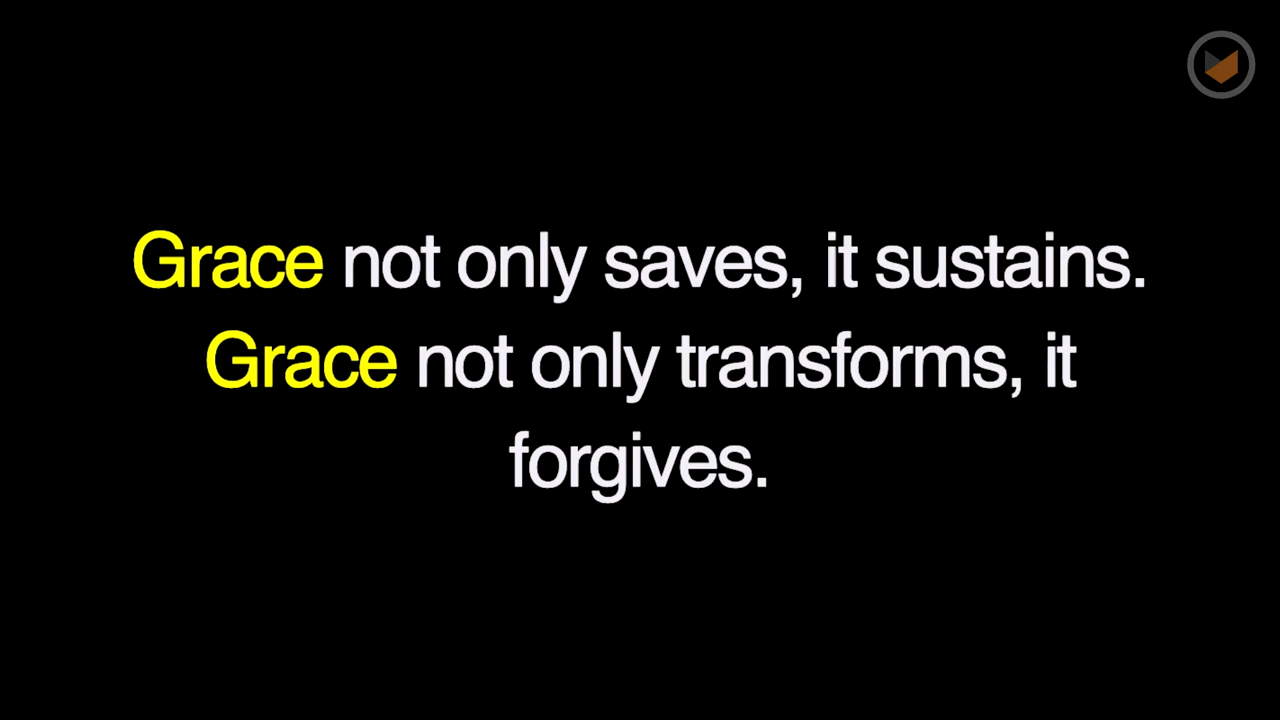 Grace not only saves, it sustains.
Grace not only transforms, it
forgives.